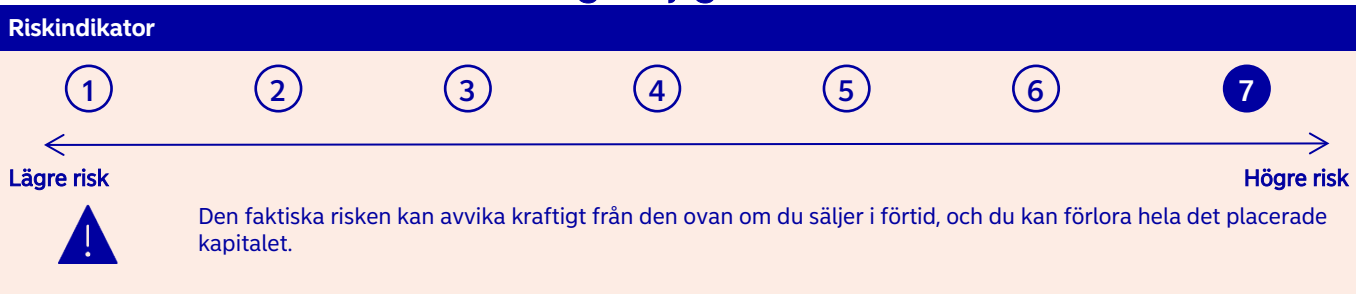 Riskindikator
1 2 3 4 5 6 7
Lägre risk Högre risk
Den faktiska risken kan avvika kraftigt från den ovan om du säljer i förtid, och du kan förlora hela det placerade
kapitalet.